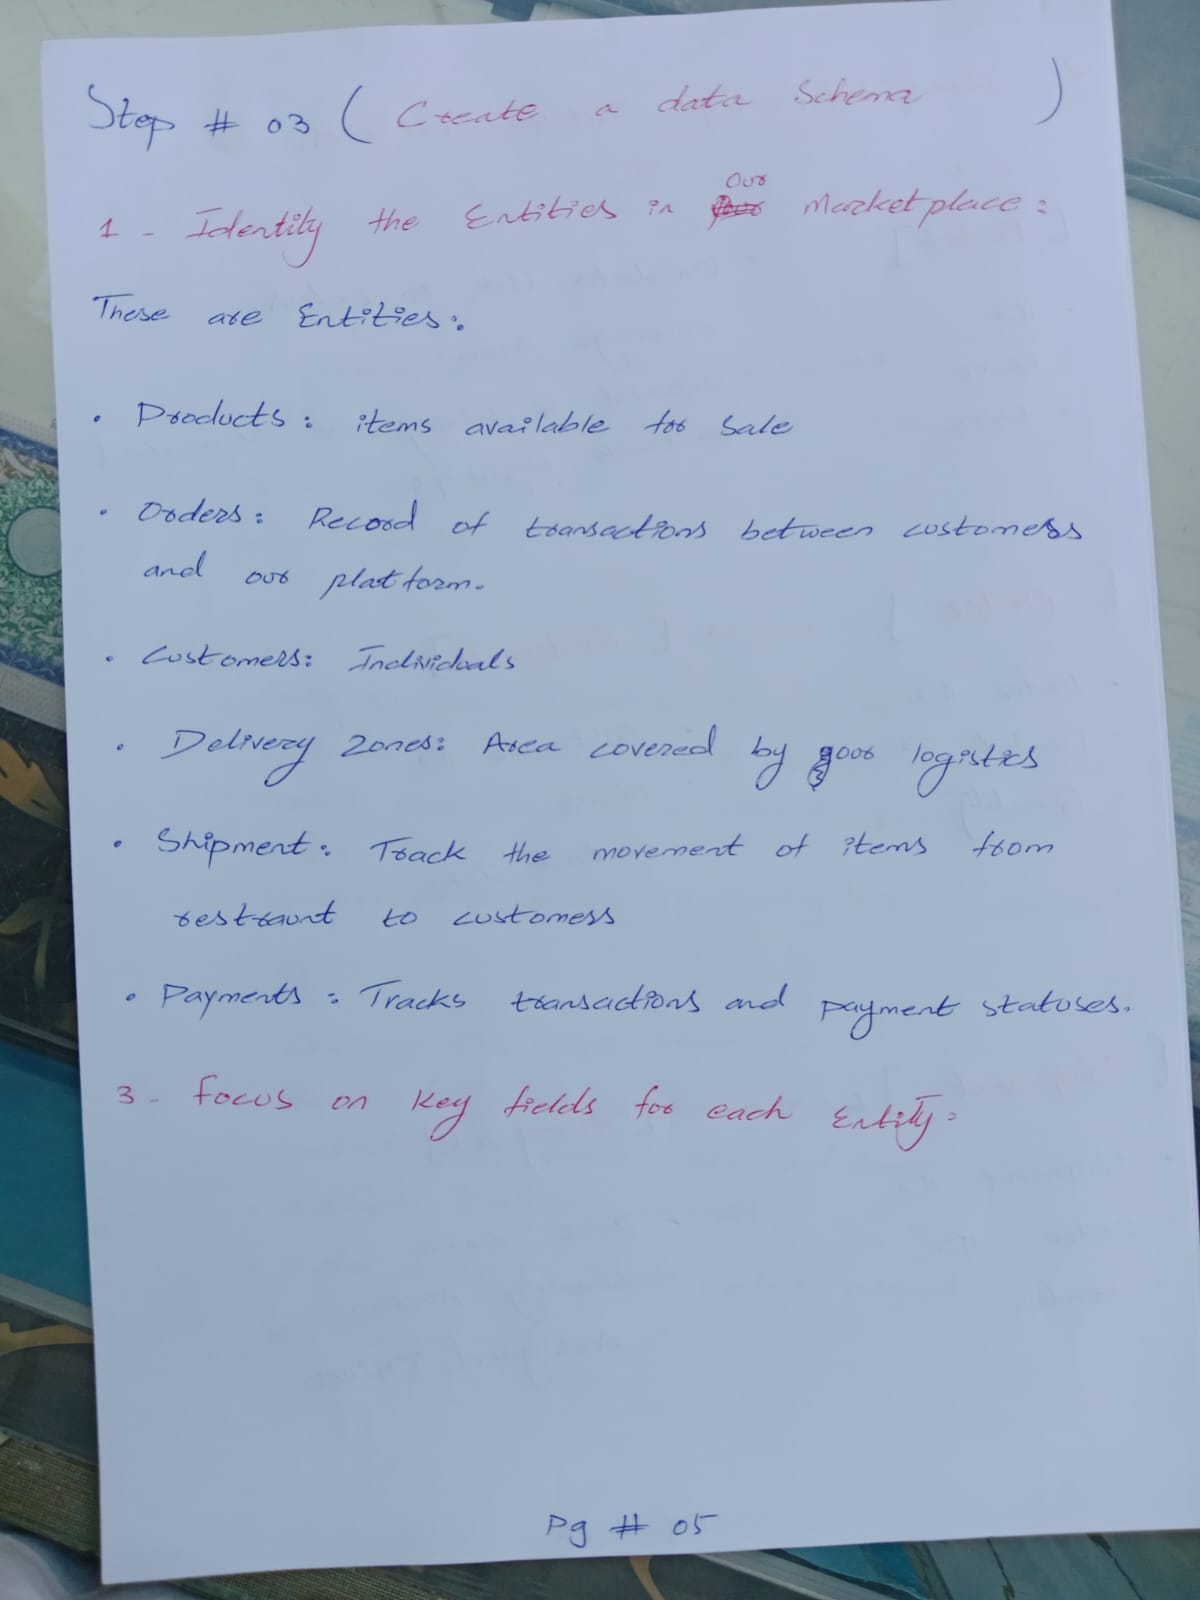 Step # 03 ( Create a data Schema )
1 - Identity the Entities in Our Marketplace :
These are Entities :
• Products : items available for Sale
• Orders : Record of transactions between customers
and our platform.
• Customers : Individuals
• Delivery Zones : Area covered by your logistics
• Shipment : Track the movement of items from
restraunt to customers
• Payments : Tracks transactions and payment statuses.
3 - Focus on key fields for each Entity :
Pg # 05